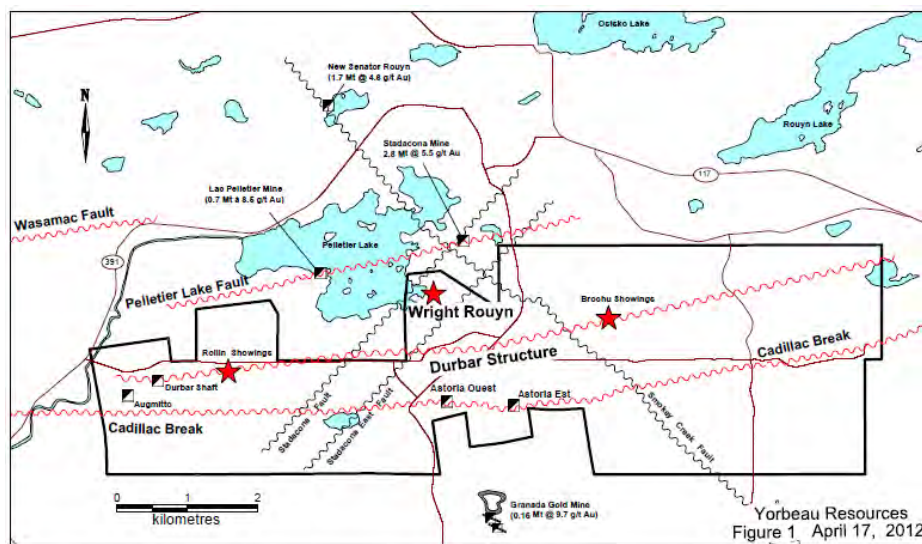 Osisko Lake
New Senator Rouyn
(1.7 Mt @ 4.8 g/t Au)
N
Rouyn Lake
Stadacona Mine
2.8 Mt @ 5.5 g/t Au
117
Lac Pelletier Mine
(0.7 Mt à 8.5 g/t Au)
Wasamac Fault
Pelletier Lake
391
Pelletier Lake Fault
Wright Rouyn
Brochu Showings
Rollin Showings
Durbar Structure
Cadillac Break
Durbar Shaft
Augmitto
Astoria Ouest
Astoria Est
Cadillac Break
Stadacona Fault
Stadacona East Fault
Smokey Creek Fault
0 1 2
kilometres
Granada Gold Mine
(0.16 Mt @ 9.7 g/t Au)
Yorbeau Resources
Figure 1 April 17, 2012